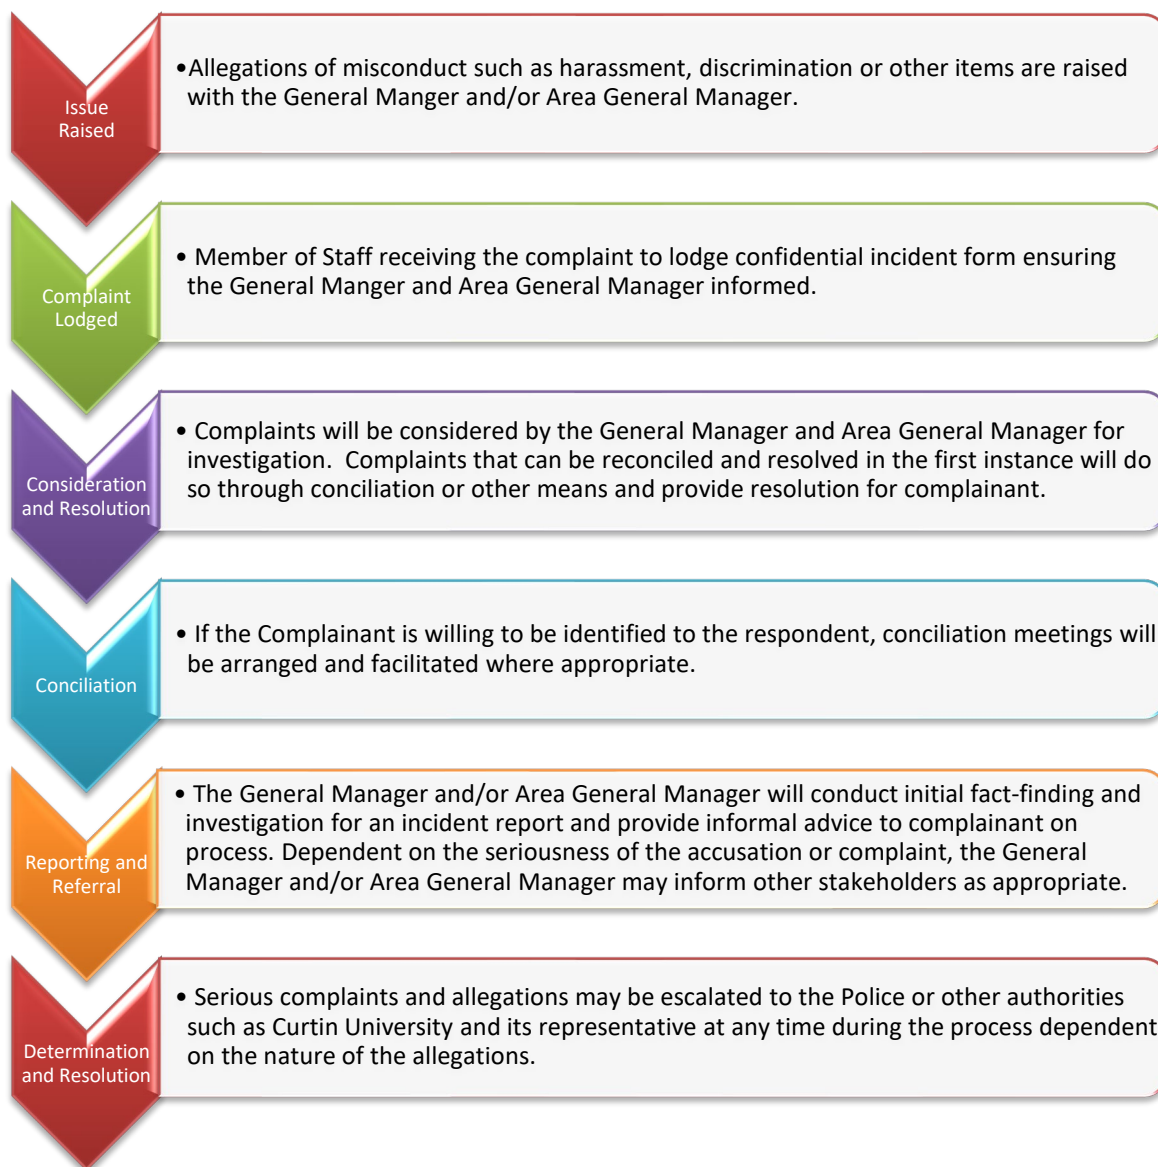 Issue
Raised
•Allegations of misconduct such as harassment, discrimination or other items are raised
with the General Manger and/or Area General Manager.
Complaint
Lodged
• Member of Staff receiving the complaint to lodge confidential incident form ensuring
the General Manger and Area General Manager informed.
Consideration
and Resolution
• Complaints will be considered by the General Manager and Area General Manager for
investigation.  Complaints that can be reconciled and resolved in the first instance will do
so through conciliation or other means and provide resolution for complainant.
Conciliation
• If the Complainant is willing to be identified to the respondent, conciliation meetings will
be arranged and facilitated where appropriate.
Reporting and
Referral
• The General Manager and/or Area General Manager will conduct initial fact-finding and
investigation for an incident report and provide informal advice to complainant on
process. Dependent on the seriousness of the accusation or complaint, the General
Manager and/or Area General Manager may inform other stakeholders as appropriate.
Determination
and Resolution
• Serious complaints and allegations may be escalated to the Police or other authorities
such as Curtin University and its representative at any time during the process dependent
on the nature of the allegations.